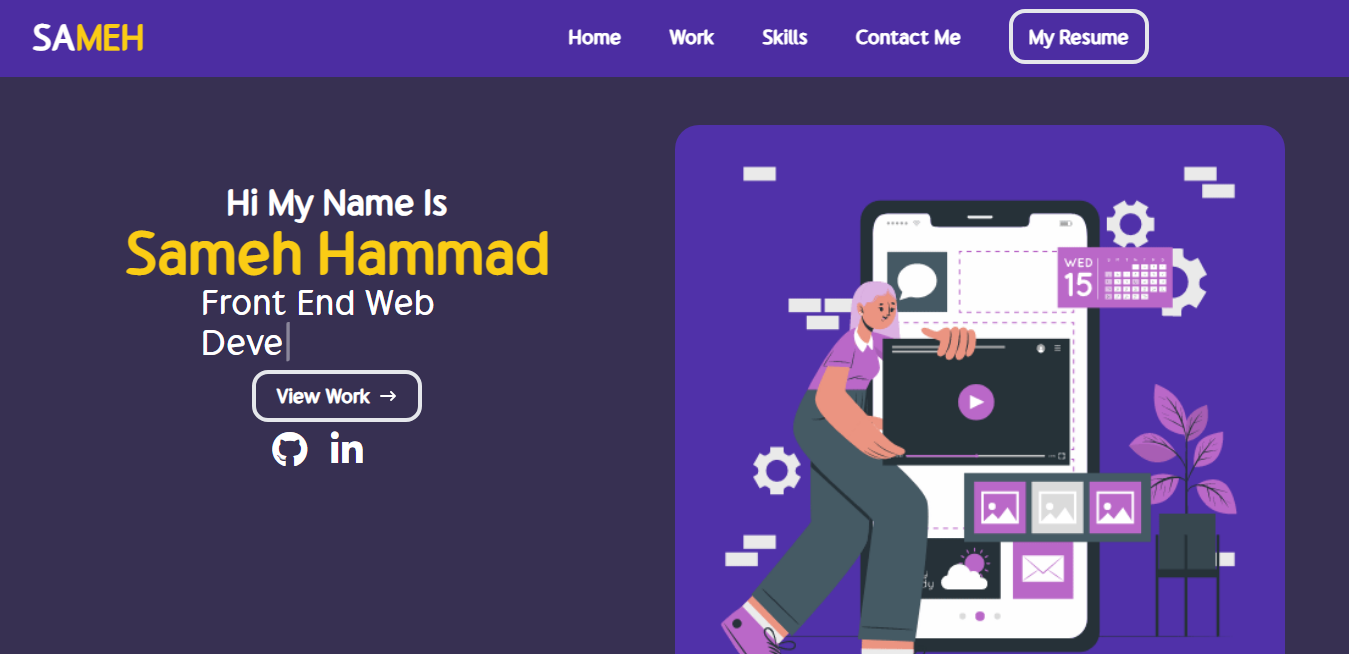 SAMEH
Home Work Skills Contact Me My Resume
Hi My Name Is
Sameh Hammad
Front End Web
Deve
View Work →
WED
15